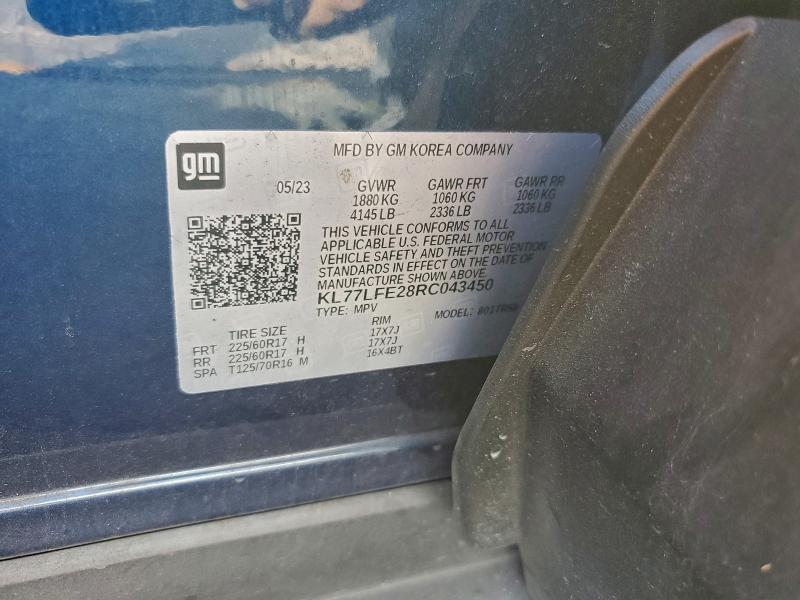 gm
MFD BY GM KOREA COMPANY
05/23 GVWR GAWR FRT GAWR RR
1880 KG 1060 KG 1060 KG
4145 LB 2336 LB 2336 LB
THIS VEHICLE CONFORMS TO ALL
APPLICABLE U.S. FEDERAL MOTOR
VEHICLE SAFETY AND THEFT PREVENTION
STANDARDS IN EFFECT ON THE DATE OF
MANUFACTURE SHOWN ABOVE.
KL77LFE28RC043450
TYPE: MPV MODEL:
TIRE SIZE RIM
FRT 225/60R17 H 17X7J
RR 225/60R17 H 17X7J
SPA T125/70R16 M 16X4BT